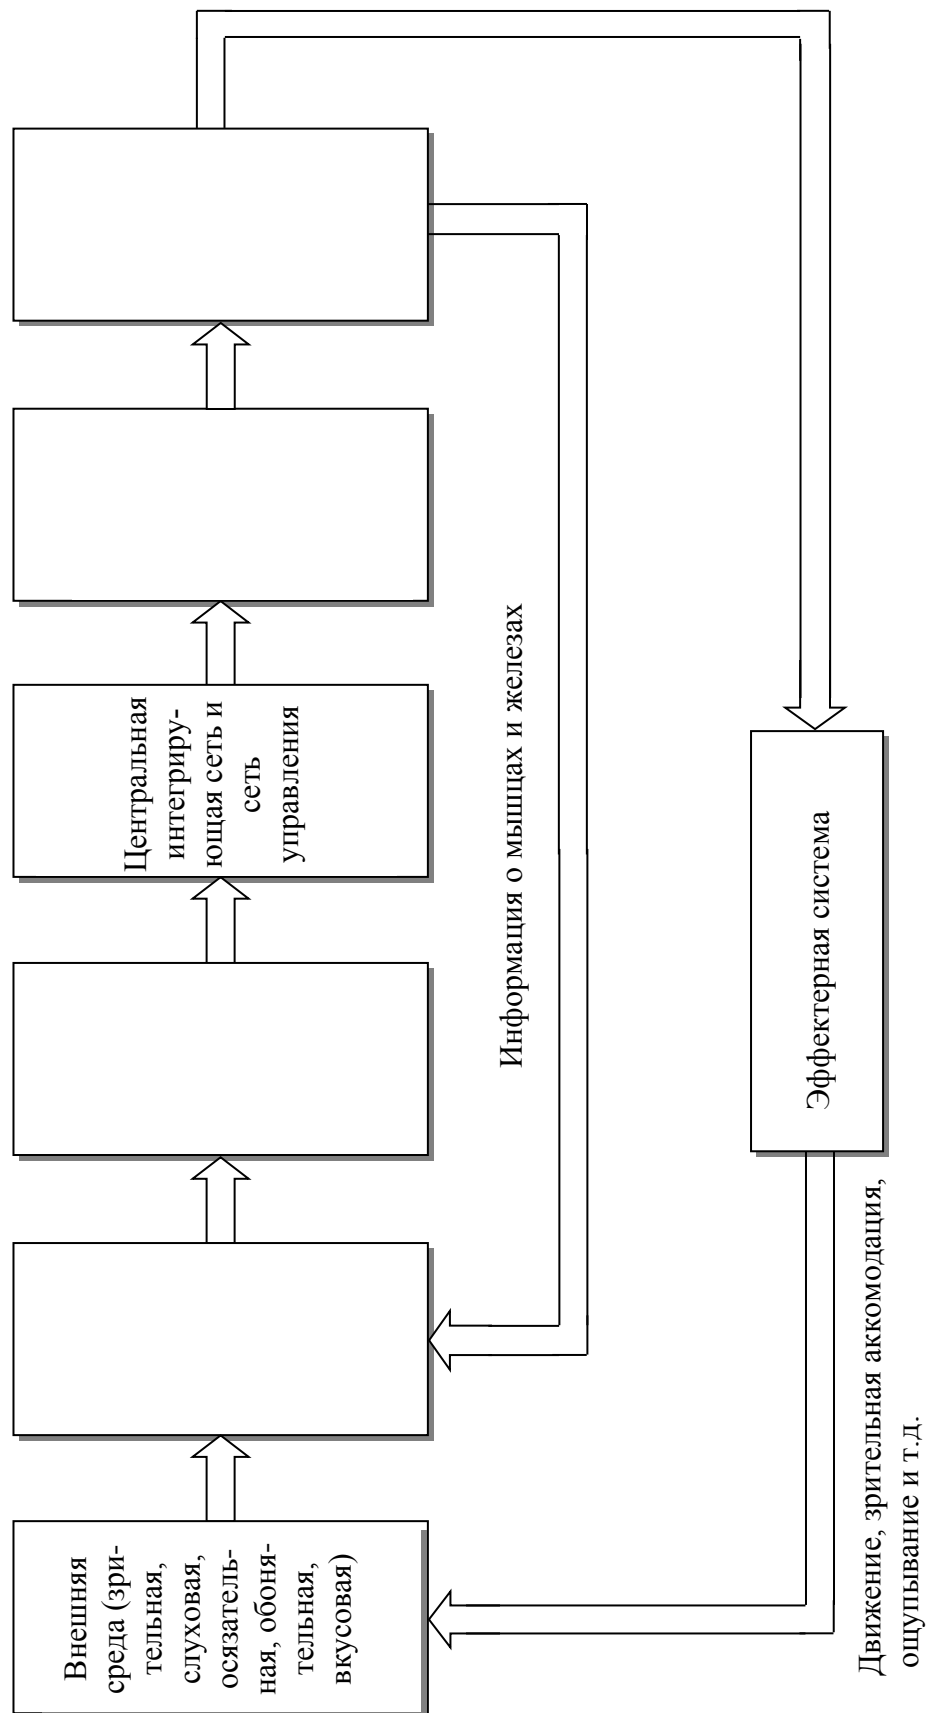 Внешняя
среда (зри-
тельная,
слуховая,
осязатель-
ная, обоня-
тельная,
вкусовая)
Центральная
интегриру-
ющая сеть и
сеть
управления
Информация о мышцах и железах
Эффектерная система
Движение, зрительная аккомодация,
ощупывание и т.д.